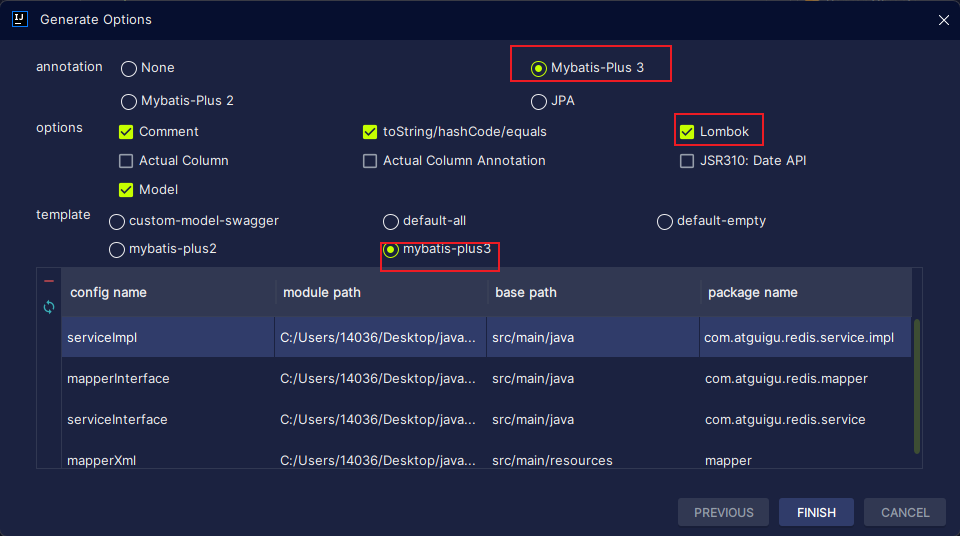 Generate Options
annotation None Mybatis-Plus 3
Mybatis-Plus 2 JPA
options Comment toString/hashCode/equals Lombok
Actual Column Actual Column Annotation JSR310: Date API
Model
template custom-model-swagger default-all default-empty
mybatis-plus2 mybatis-plus3
config name module path base path package name
serviceImpl C:/Users/14036/Desktop/java... src/main/java com.atguigu.redis.service.impl
mapperInterface C:/Users/14036/Desktop/java... src/main/java com.atguigu.redis.mapper
serviceInterface C:/Users/14036/Desktop/java... src/main/java com.atguigu.redis.service
mapperXml C:/Users/14036/Desktop/java... src/main/resources mapper
PREVIOUS FINISH CANCEL